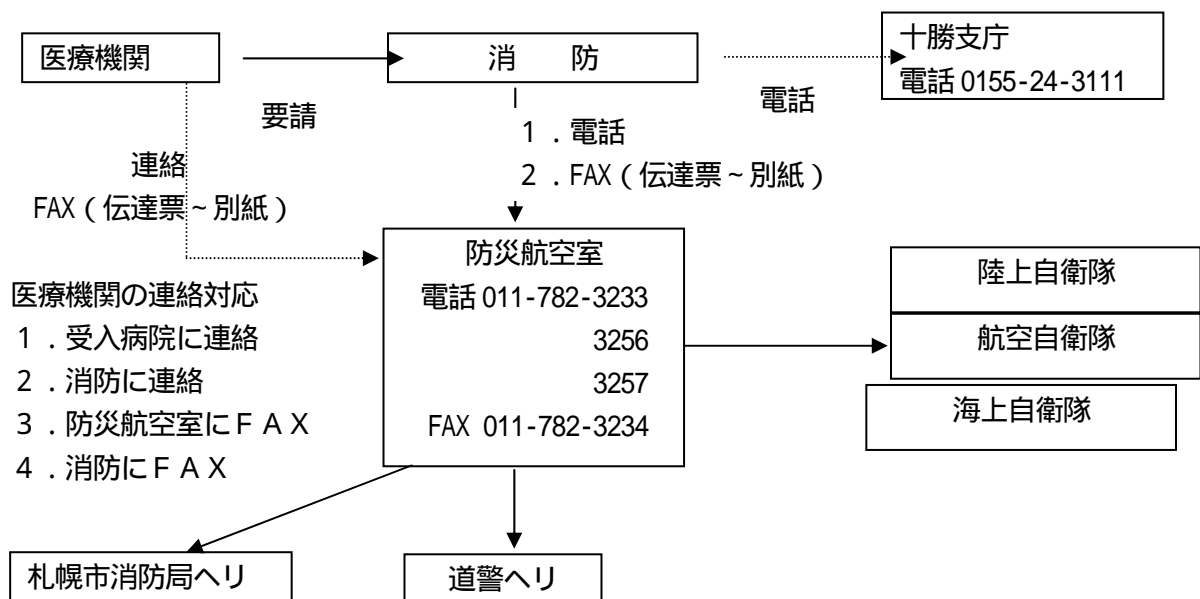 医療機関
消　　防
十勝支庁
電話 0155-24-3111
要請
電話
1．電話
2．FAX（伝達票～別紙）
連絡
FAX（伝達票～別紙）
防災航空室
電話 011-782-3233
3256
3257
FAX 011-782-3234
医療機関の連絡対応
1．受入病院に連絡
2．消防に連絡
3．防災航空室にＦＡＸ
4．消防にＦＡＸ
陸上自衛隊
航空自衛隊
海上自衛隊
札幌市消防局ヘリ
道警ヘリ